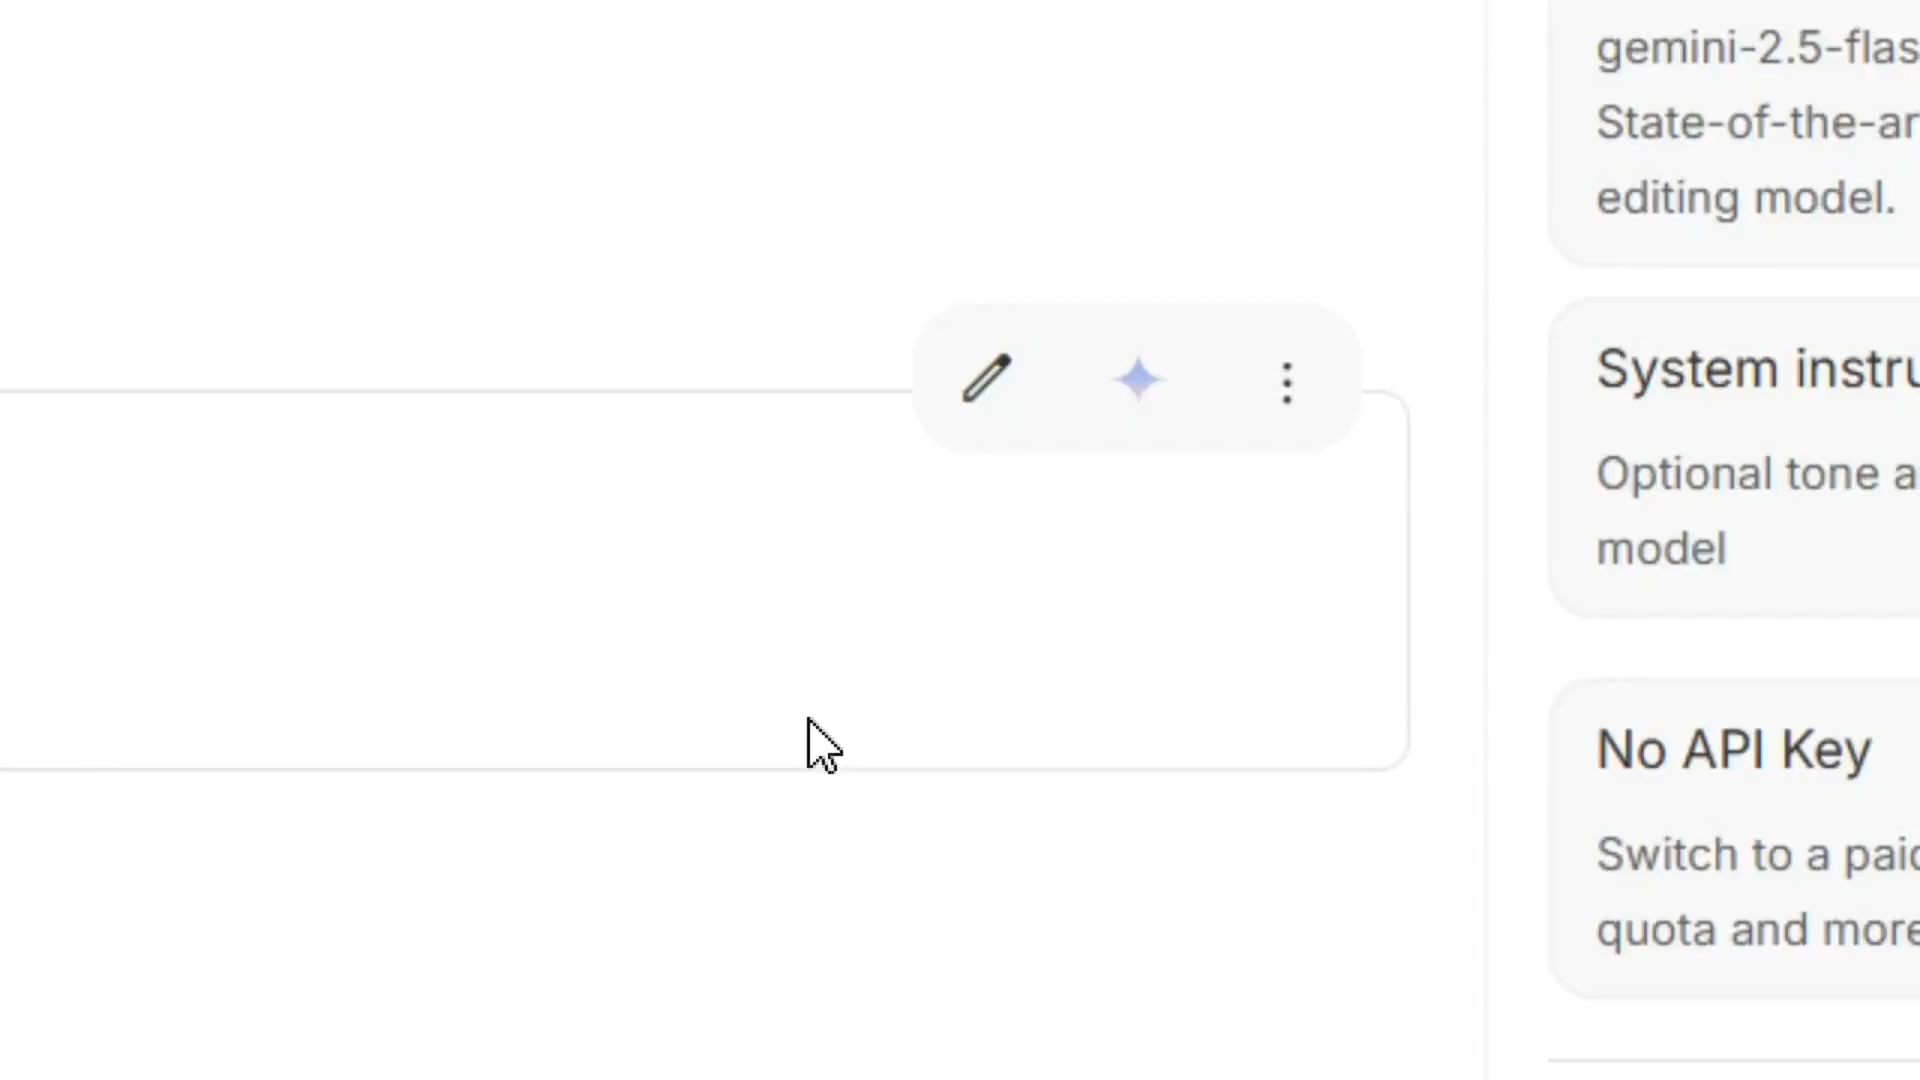 gemini-2.5-flas
State-of-the-ar
editing model.
System instru
Optional tone a
model
No API Key
Switch to a paid
quota and more